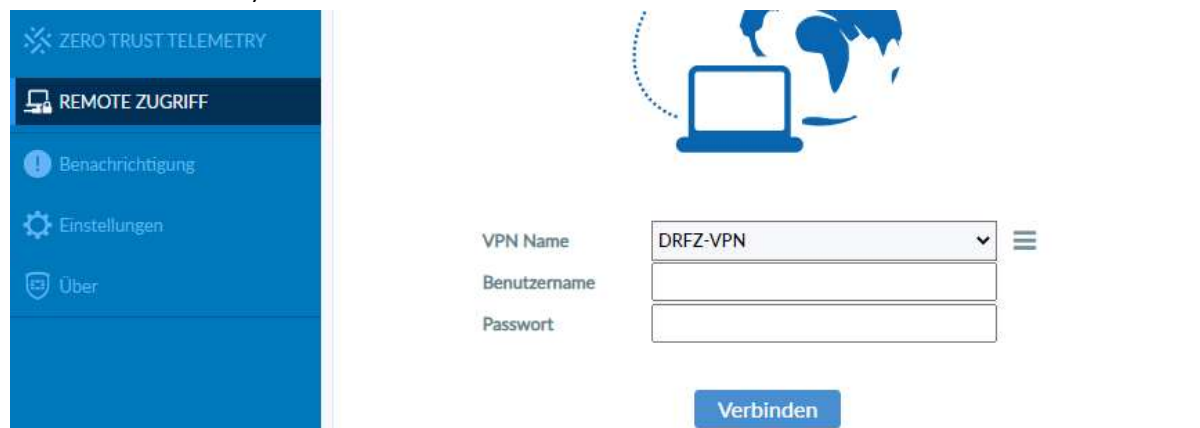 ZERO TRUST TELEMETRY
REMOTE ZUGRIFF
Benachrichtigung
Einstellungen
Über
VPN Name
DRFZ-VPN
Benutzername
Passwort
Verbinden